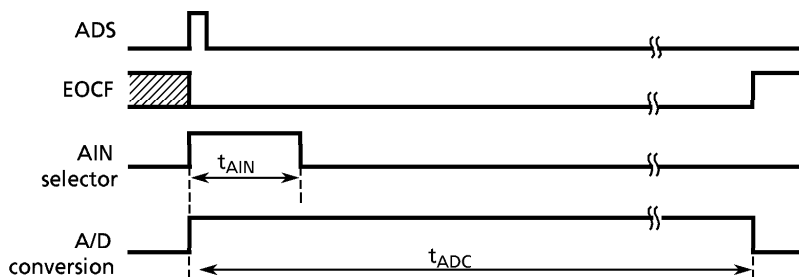 ADS
EOCF
AIN
selector
tAIN
A/D
conversion
tADC